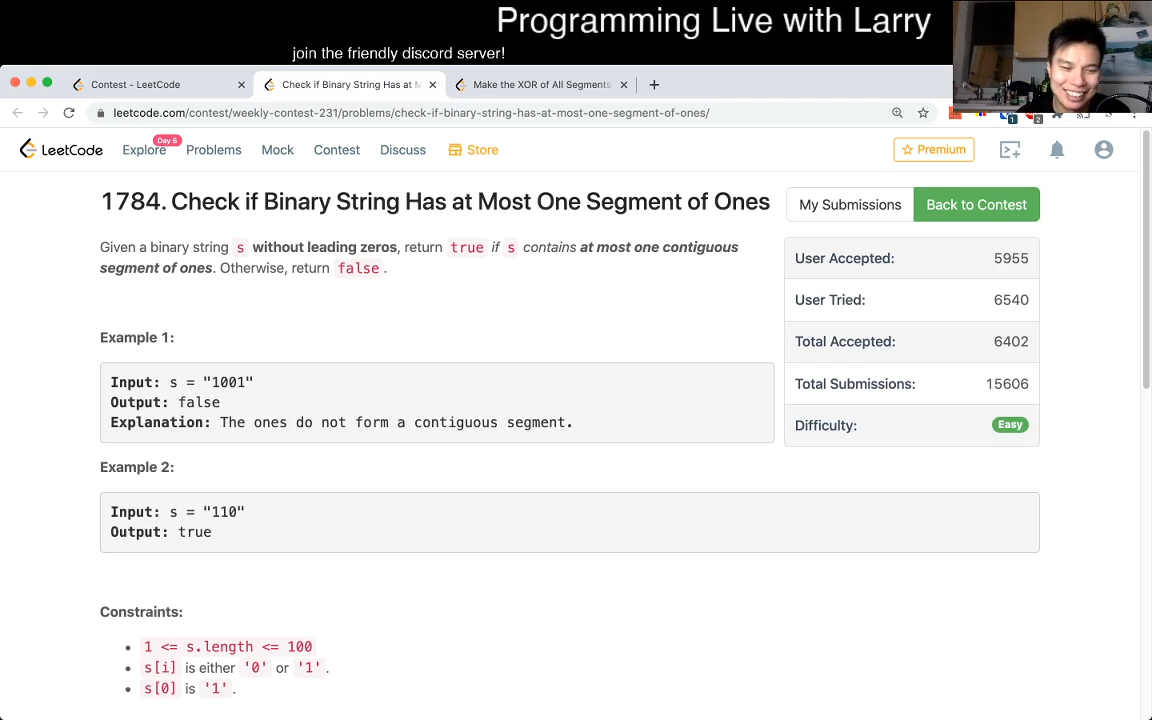 Programming Live with Larry
join the friendly discord server!
Contest - LeetCode
Check if Binary String Has at M
Make the XOR of All Segments
leetcode.com/contest/weekly-contest-231/problems/check-if-binary-string-has-at-most-one-segment-of-ones/
LeetCode
Explore
Day 6
Problems
Mock
Contest
Discuss
Store
Premium
1784. Check if Binary String Has at Most One Segment of Ones
My Submissions
Back to Contest
Given a binary string s without leading zeros, return true if s contains at most one contiguous
segment of ones. Otherwise, return false.
User Accepted: 5955
User Tried: 6540
Total Accepted: 6402
Total Submissions: 15606
Difficulty: Easy
Example 1:
Input: s = "1001"
Output: false
Explanation: The ones do not form a contiguous segment.
Example 2:
Input: s = "110"
Output: true
Constraints:
1 <= s.length <= 100
s[i] is either '0' or '1'.
s[0] is '1'.